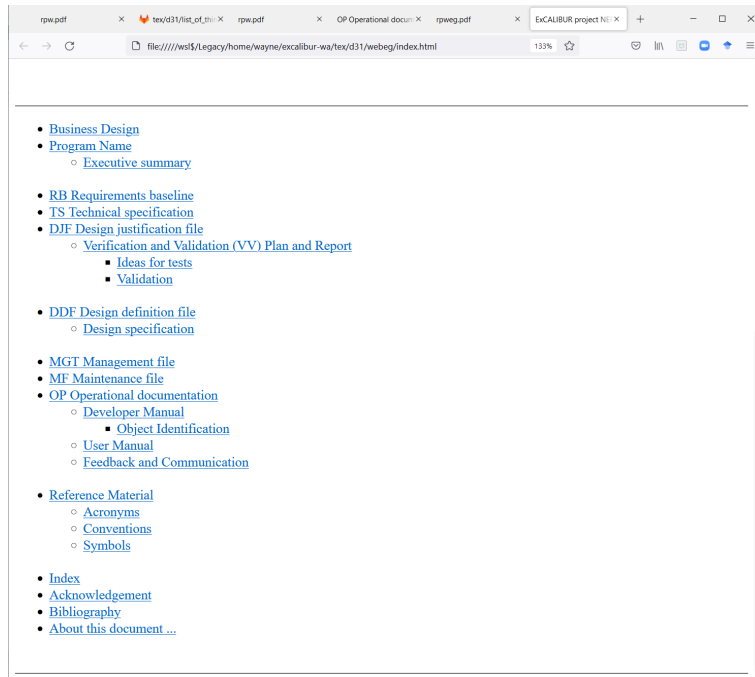 rpw.pdf
tex/d31/list_of_thin
rpw.pdf
OP Operational docum
rpweg.pdf
ExCALIBUR project NE
file://///wsl$/Legacy/home/wayne/excalibur-wa/tex/d31/webeg/index.html
133%
Business Design
Program Name
Executive summary
RB Requirements baseline
TS Technical specification
DJF Design justification file
Verification and Validation (VV) Plan and Report
Ideas for tests
Validation
DDF Design definition file
Design specification
MGT Management file
MF Maintenance file
OP Operational documentation
Developer Manual
Object Identification
User Manual
Feedback and Communication
Reference Material
Acronyms
Conventions
Symbols
Index
Acknowledgement
Bibliography
About this document ...